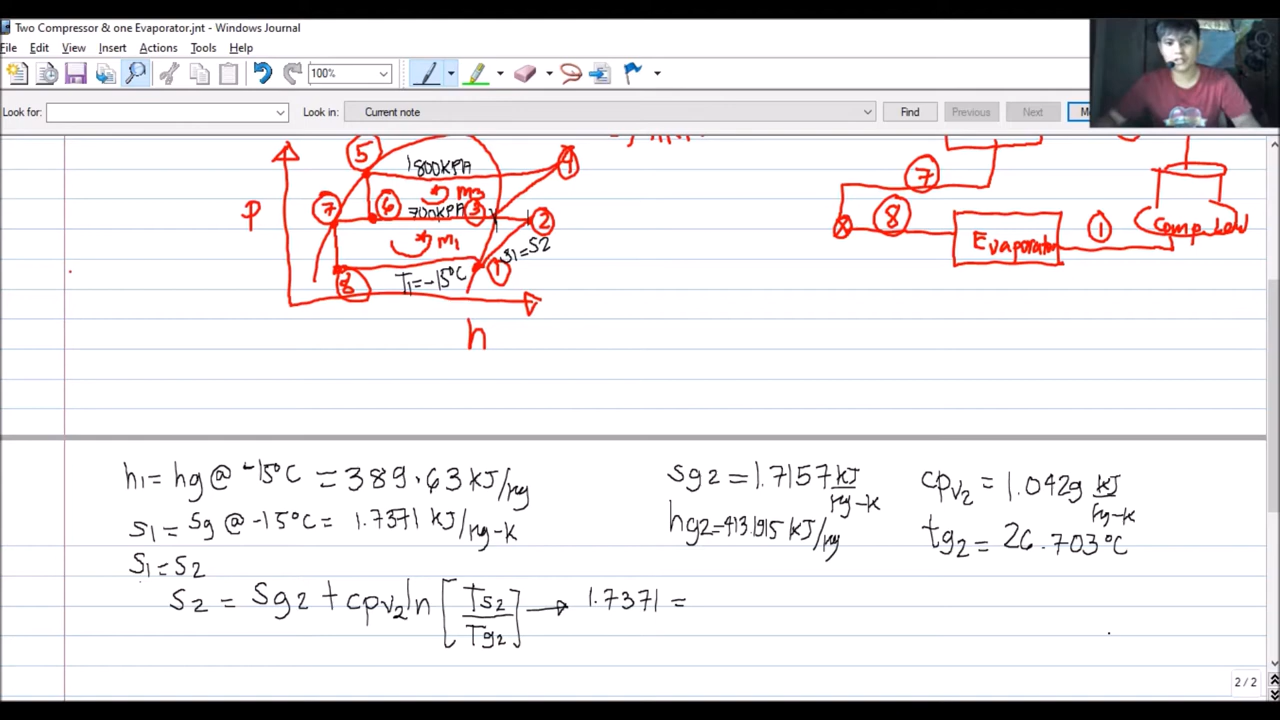 Two Compressor & one Evaporator.jnt - Windows Journal
File Edit View Insert Actions Tools Help
100%
Look for: Look in: Current note Find Previous Next
5 1800KPA 4
7
P 7 6 m3 700KPA 3 2
8 Evaporator 1 Comp. Low
m1 s1=s2
8 T1=-15°C 1
h
h1= hg@ -15°C = 389.63 KJ/kg
sg2 = 1.7157 KJ/kg-K
cpv2 = 1.0429 KJ/kg-K
s1= sg@ -15°C= 1.7371 KJ/kg-K
hg2=413.1915 KJ/kg
tg2 = 26.703°C
s1=s2
s2 = sg2 + cpv2 ln [Ts2/Tg2] → 1.7371 =
2/2